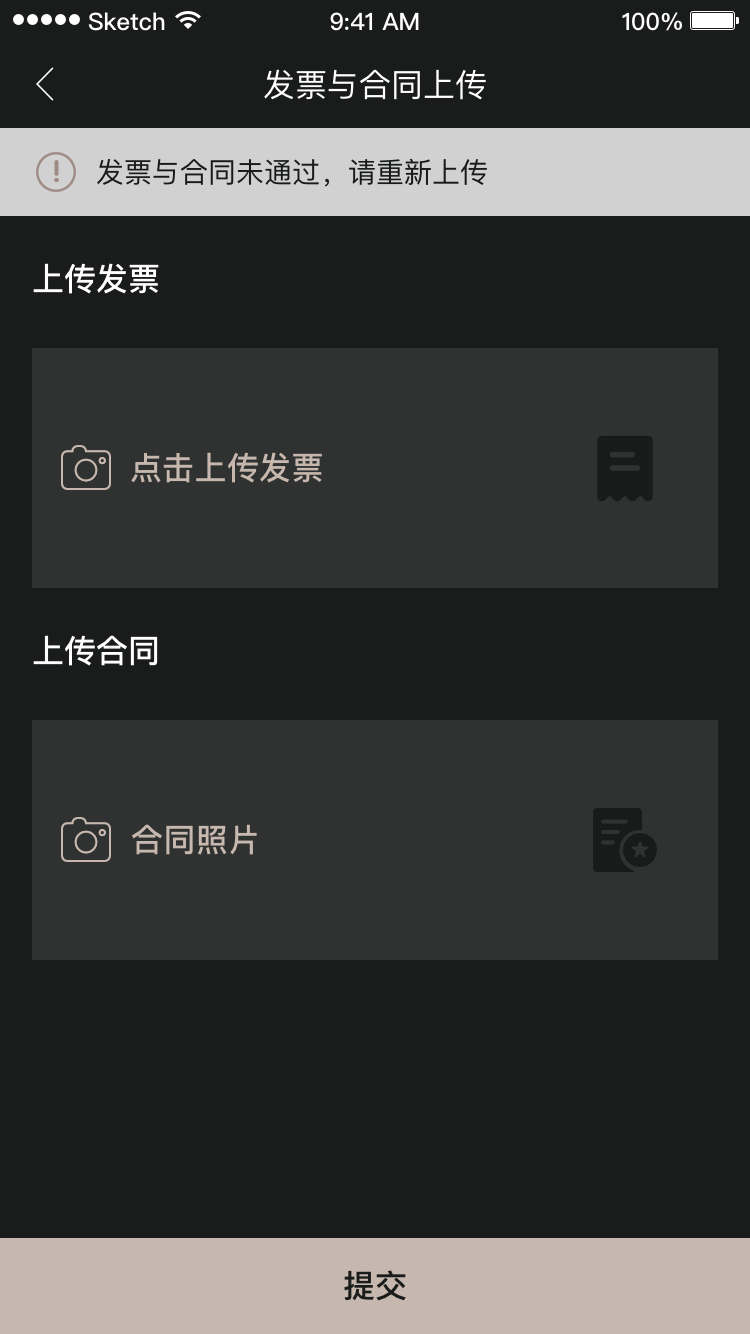 Sketch 9:41 AM 100%
发票与合同上传
发票与合同未通过，请重新上传
上传发票
点击上传发票
上传合同
合同照片
提交